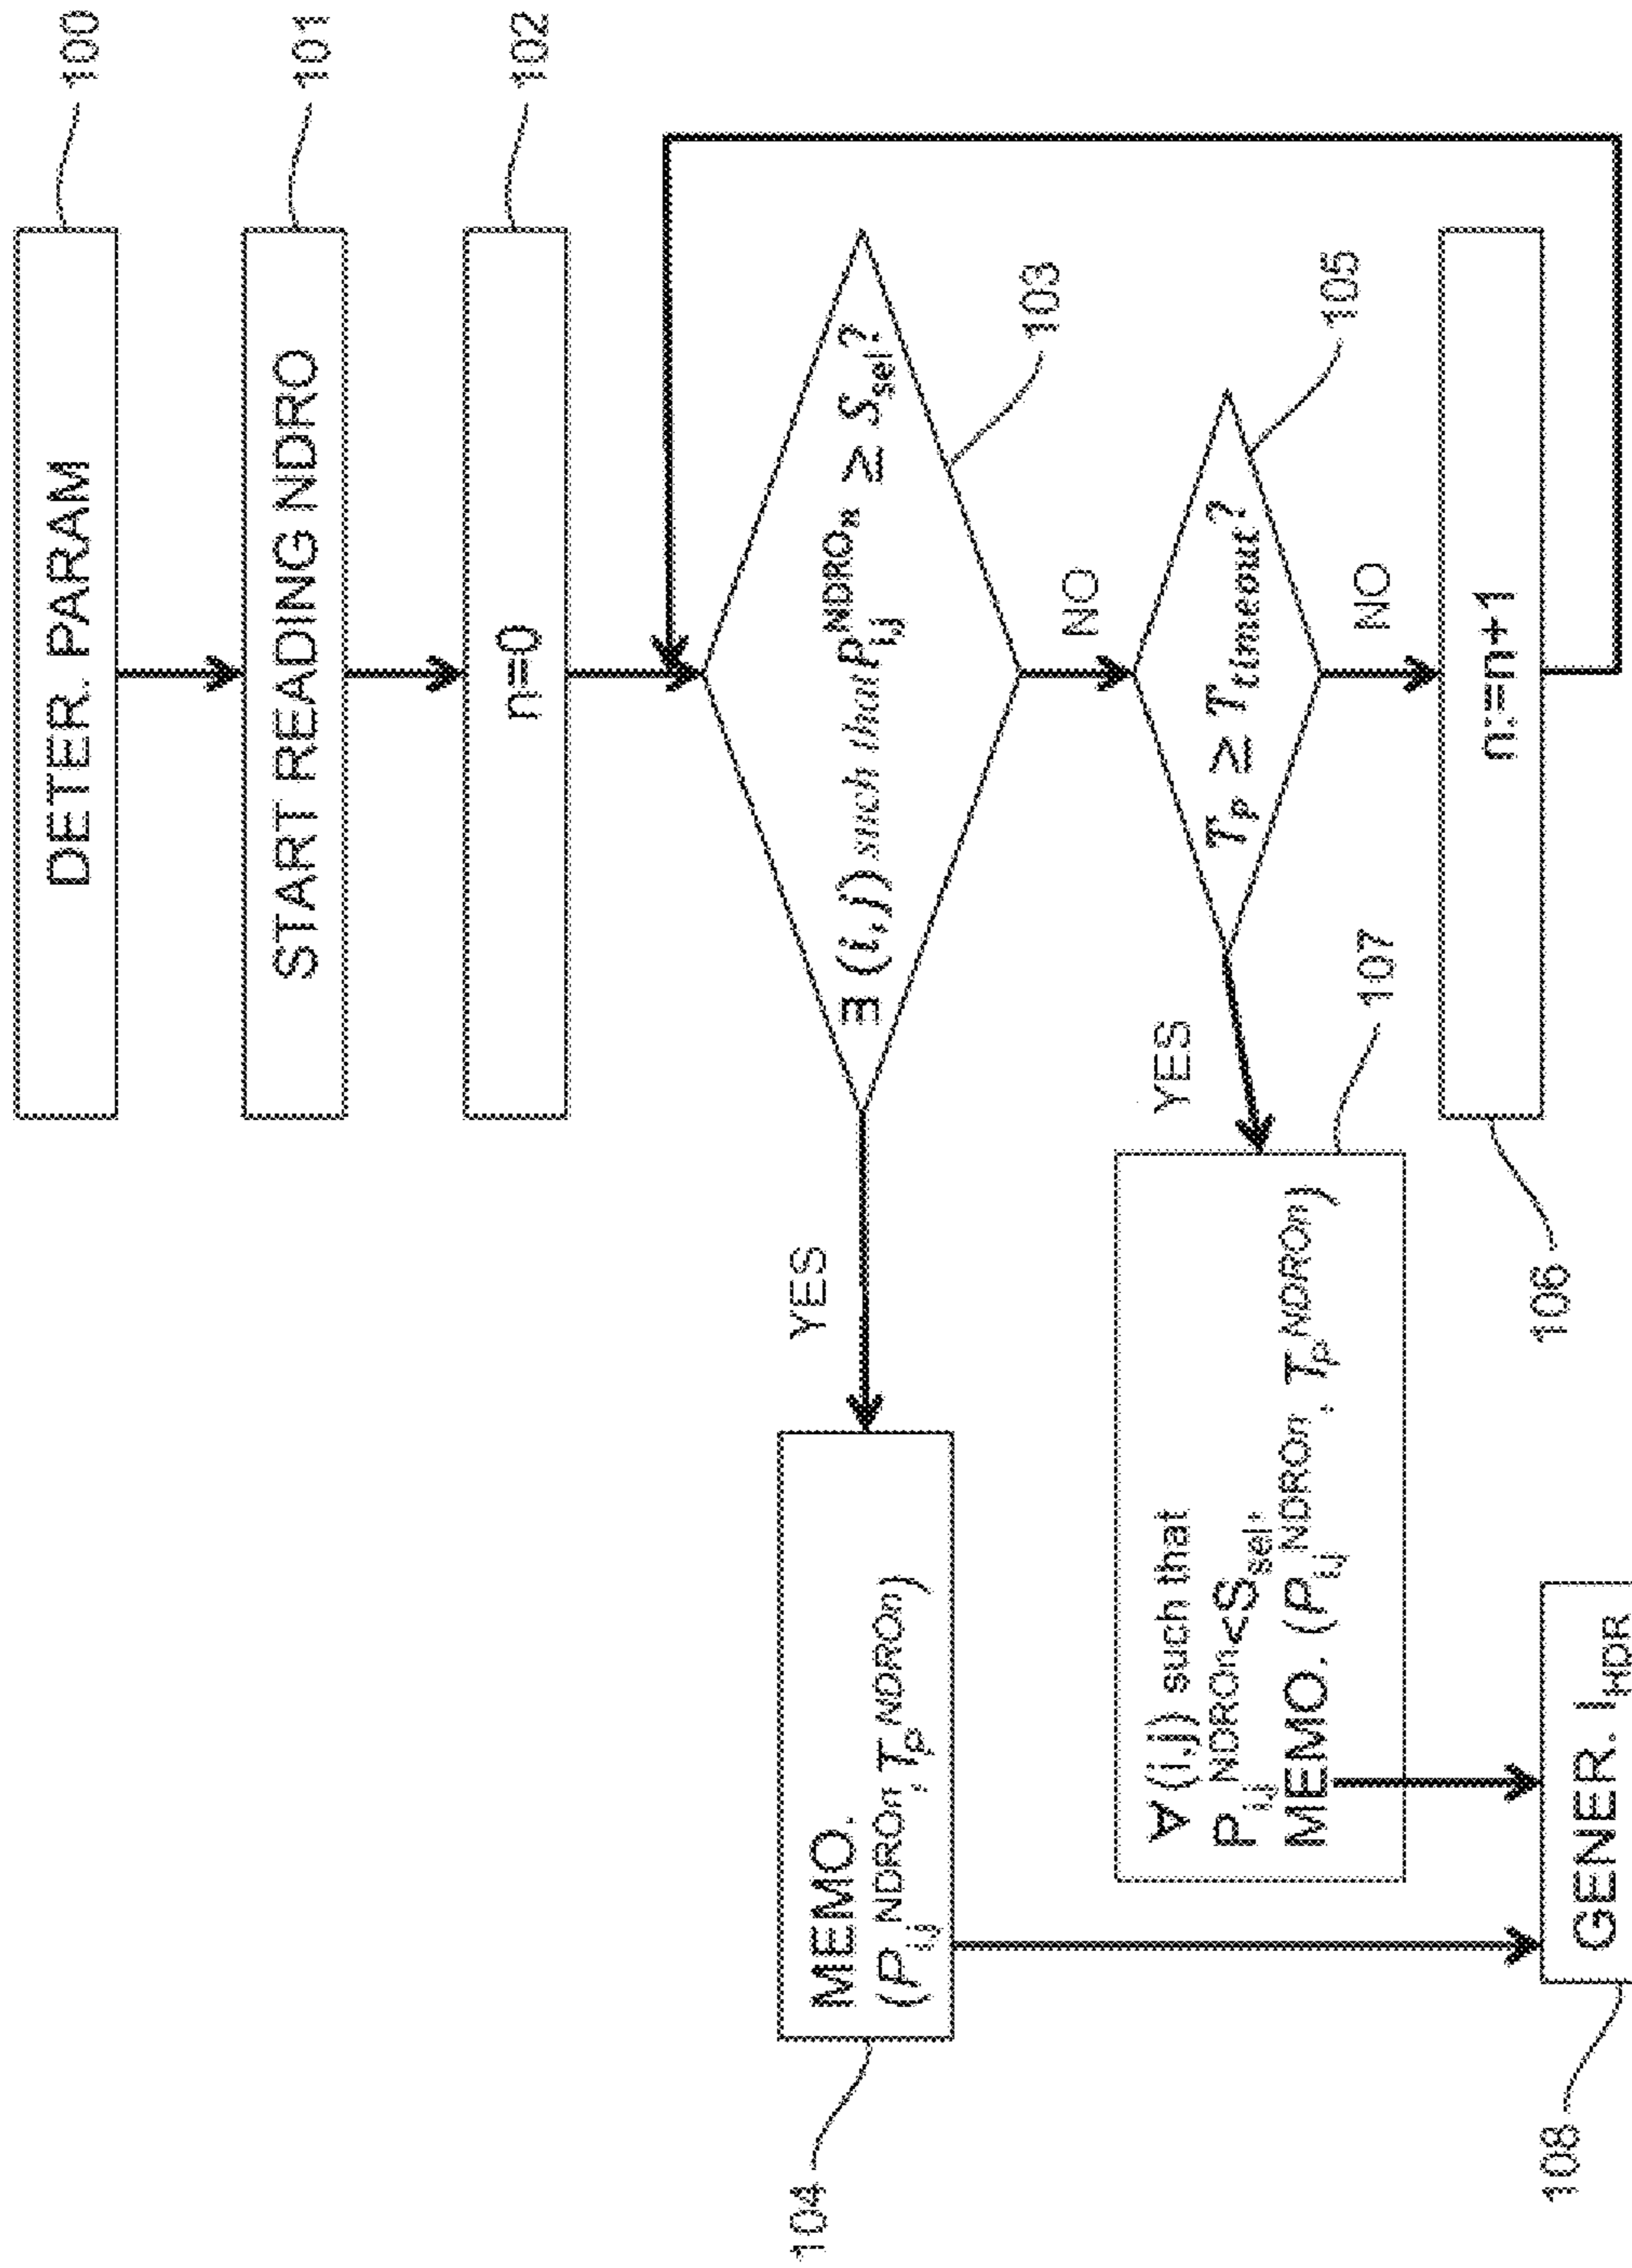 DETER. PARAM
100
START READING NDRO
101
n=0
102
∃ (i,j) such that P_{i,j}^{NDRO_n} ≥ S_{sel}?
103
YES
NO
MEMO.
(P_{i,j}^{NDROn}, T_p^{NDROn})
104
T_P ≥ T_{timeout}?
105
YES
NO
∀ (i,j) such that
P_{i,j}^{NDROn}<S_{sel},
MEMO. (P_{i,j}^{NDROn}, T_p^{NDROn})
107
n:=n+1
106
GENER. I_{HDR}
108